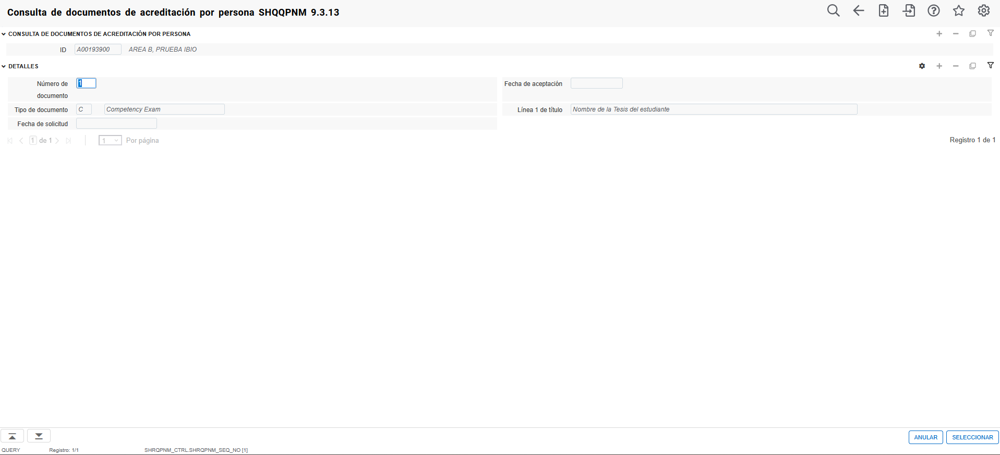 Consulta de documentos de acreditación por persona SHQQPNM 9.3.13
CONSULTA DE DOCUMENTOS DE ACREDITACIÓN POR PERSONA
ID A00193900 AREA B, PRUEBA IBIO
DETALLES
Número de documento 1
Fecha de aceptación
Tipo de documento C Competency Exam
Línea 1 de título Nombre de la Tesis del estudiante
Fecha de solicitud
1 de 1 1 Por página Registro 1 de 1
ANULAR SELECCIONAR
QUERY Registro: 1/1 SHRQPNM_CTRL.SHRQPNM_SEQ_NO [1]